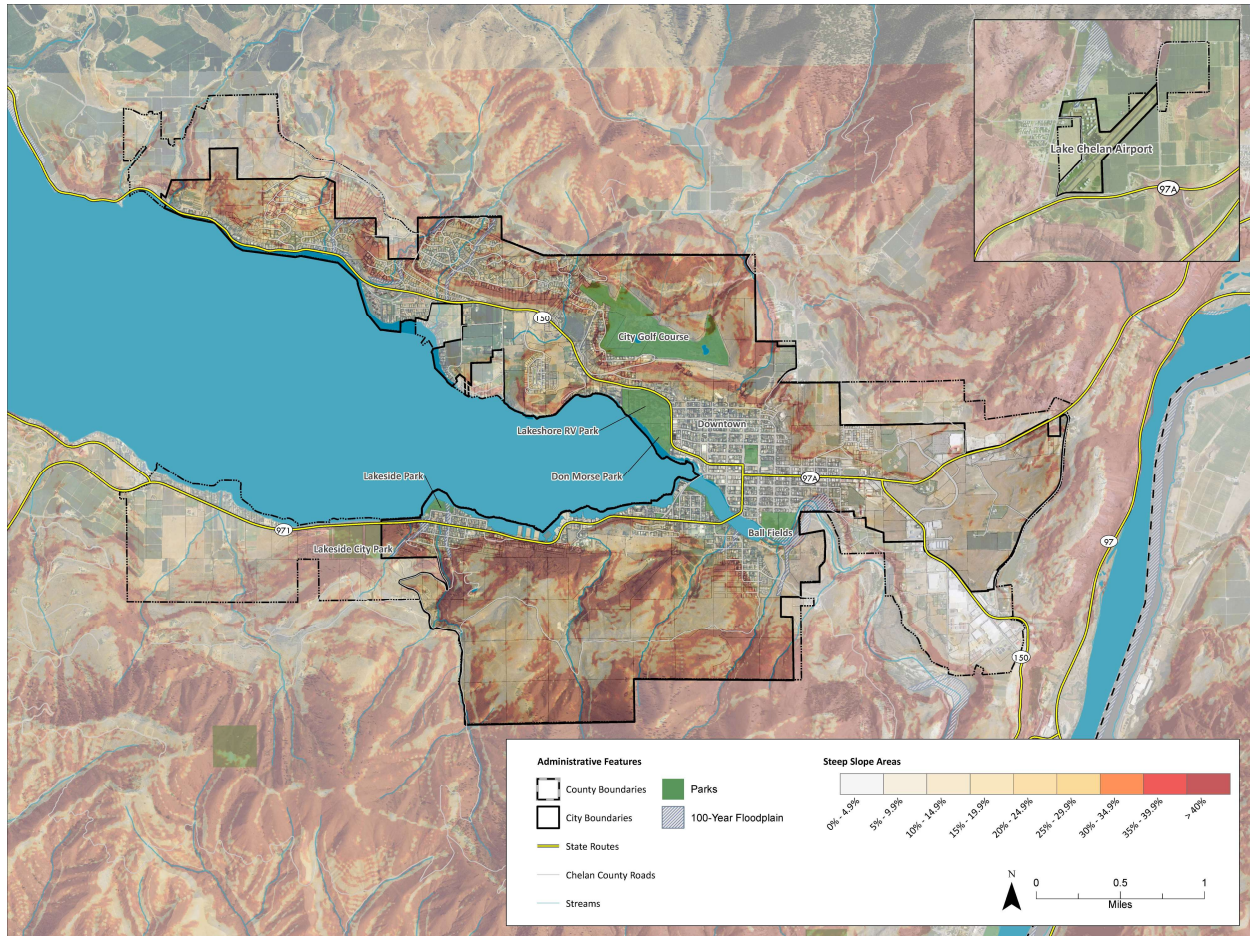 Lake Chelan Airport
97A
150
City Golf Course
Lakeshore RV Park
Downtown
Don Morse Park
Lakeside Park
97A
971
Ball Fields
97
Lakeside City Park
150
Administrative Features
County Boundaries
City Boundaries
State Routes
Chelan County Roads
Streams
Parks
100-Year Floodplain
Steep Slope Areas
0% - 4.9%
5% - 9.9%
10% - 14.9%
15% - 19.9%
20% - 24.9%
25% - 29.9%
30% - 34.9%
35% - 39.9%
> 40%
N
0 0.5 1
Miles